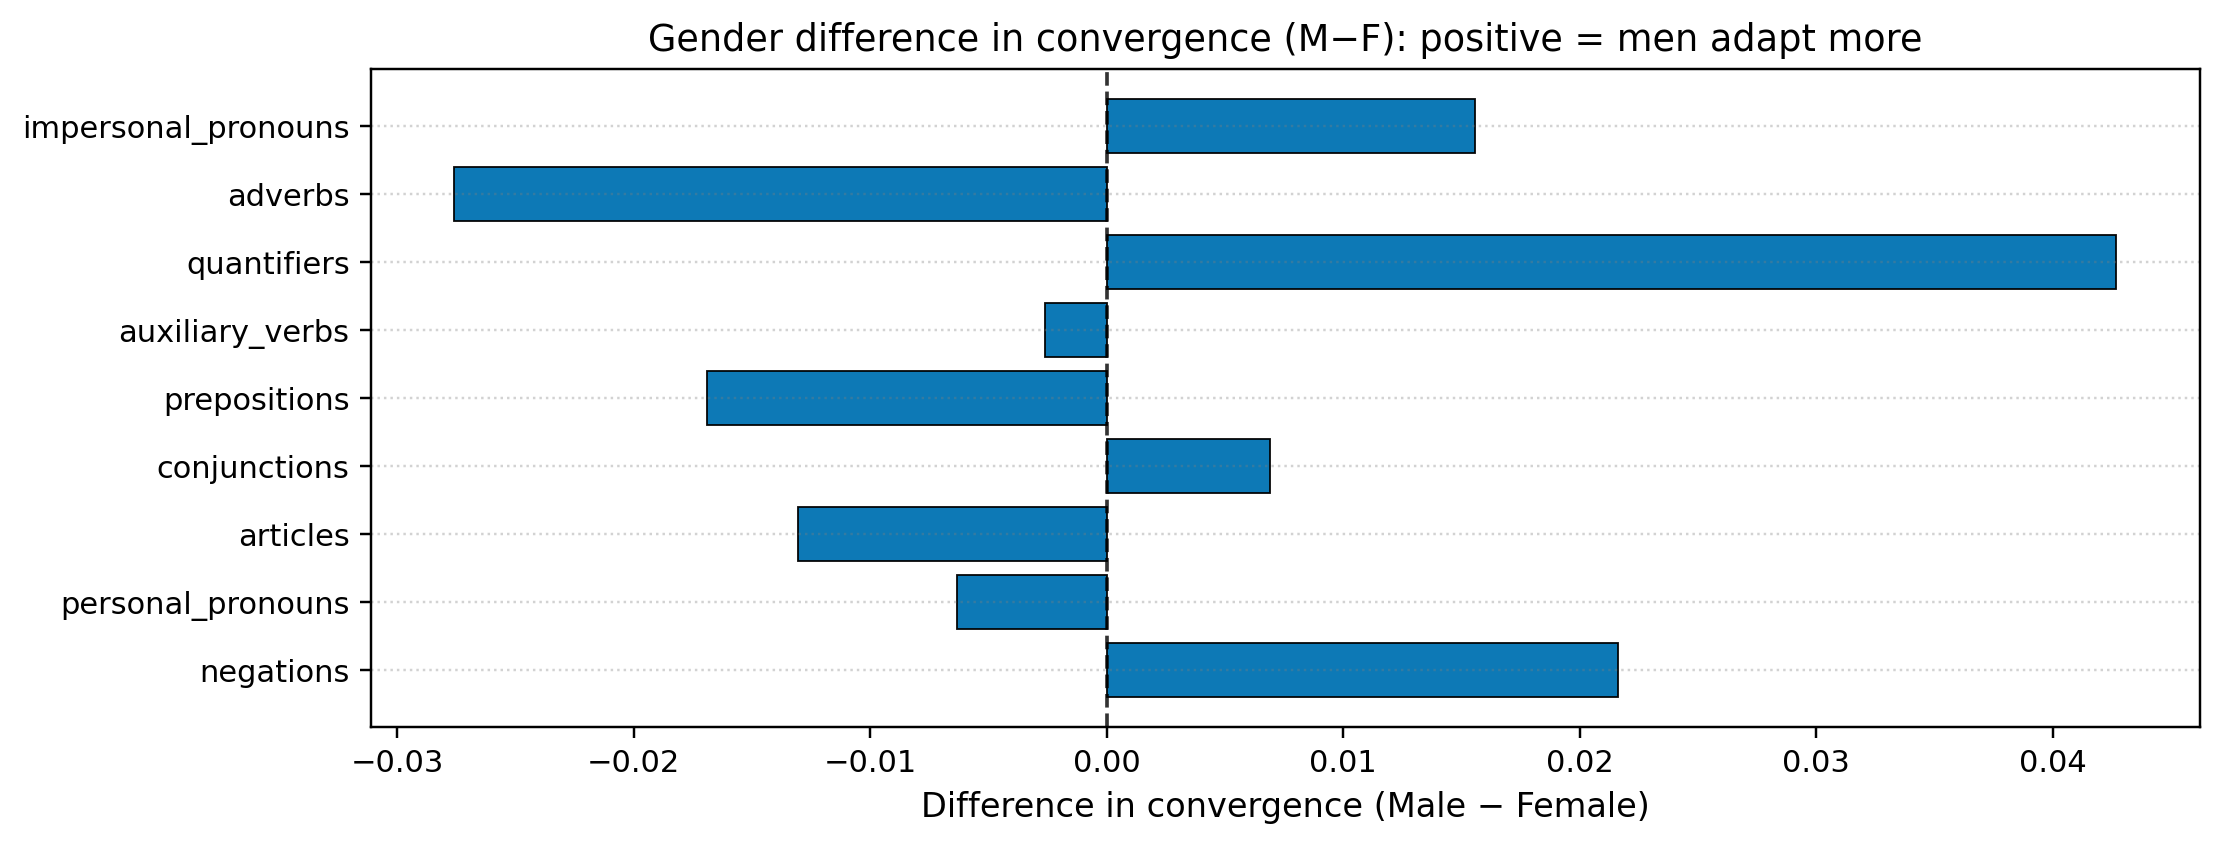 Gender difference in convergence (M−F): positive = men adapt more
impersonal_pronouns
adverbs
quantifiers
auxiliary_verbs
prepositions
conjunctions
articles
personal_pronouns
negations
−0.03 −0.02 −0.01 0.00 0.01 0.02 0.03 0.04
Difference in convergence (Male − Female)